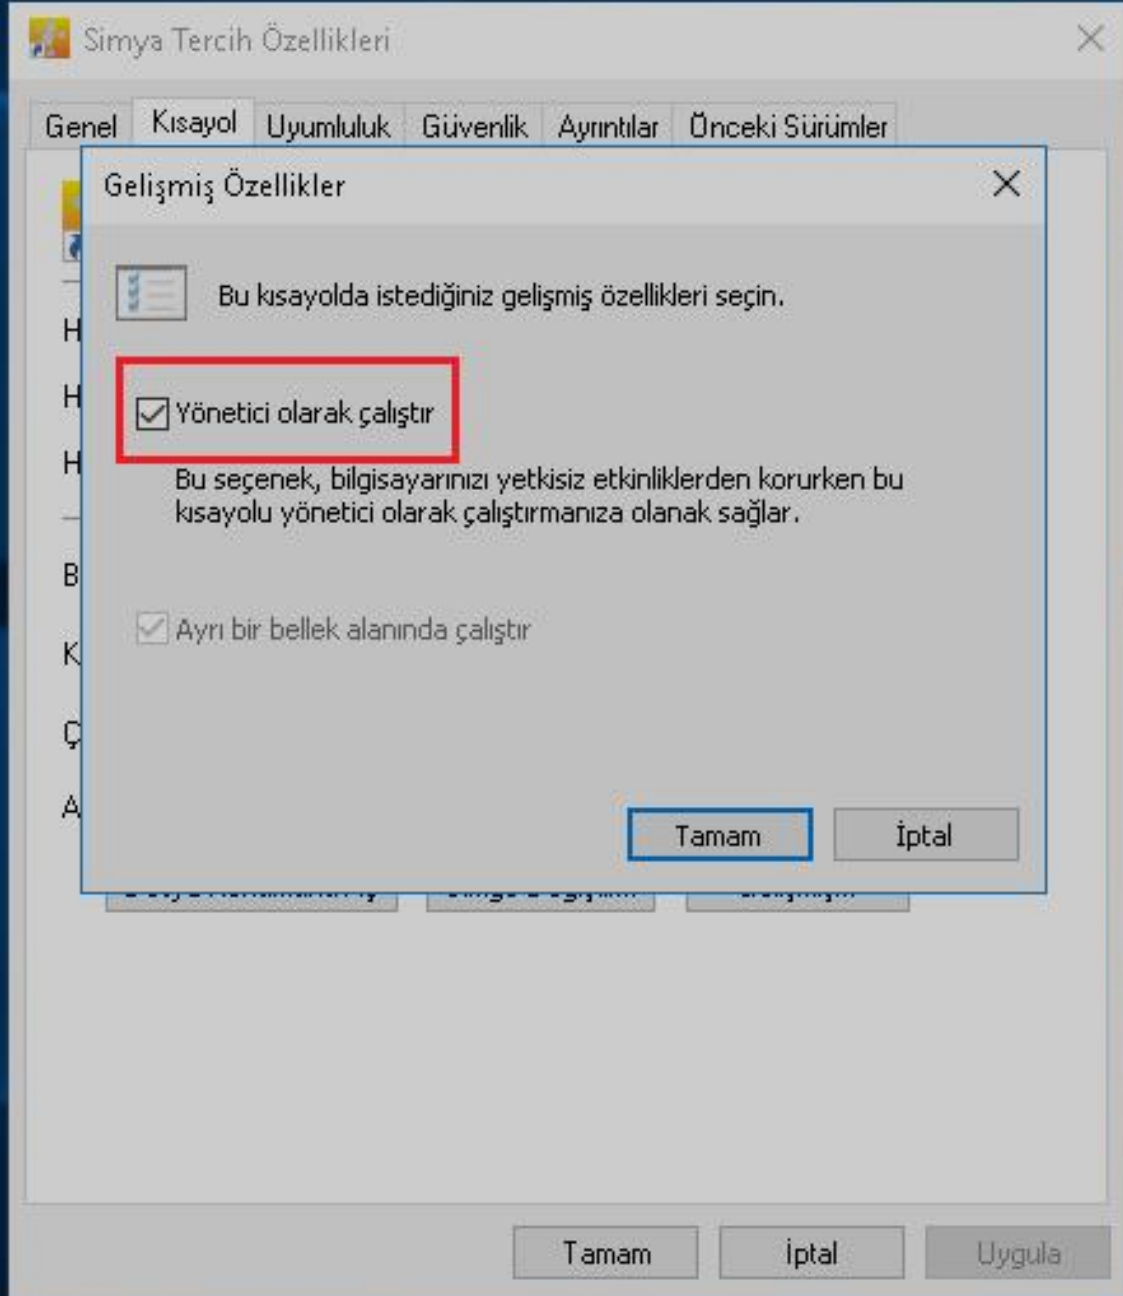 Simya Tercih Özellikleri
Genel Kısayol Uyumluluk Güvenlik Ayrıntılar Önceki Sürümler
Gelişmiş Özellikler
Bu kısayolda istediğiniz gelişmiş özellikleri seçin.
H
H
Yönetici olarak çalıştır
H
Bu seçenek, bilgisayarınızı yetkisiz etkinliklerden korurken bu
kısayolu yönetici olarak çalıştırmanıza olanak sağlar.
B
Ayrı bir bellek alanında çalıştır
K
Ç
A
Tamam İptal
Tamam İptal Uygula